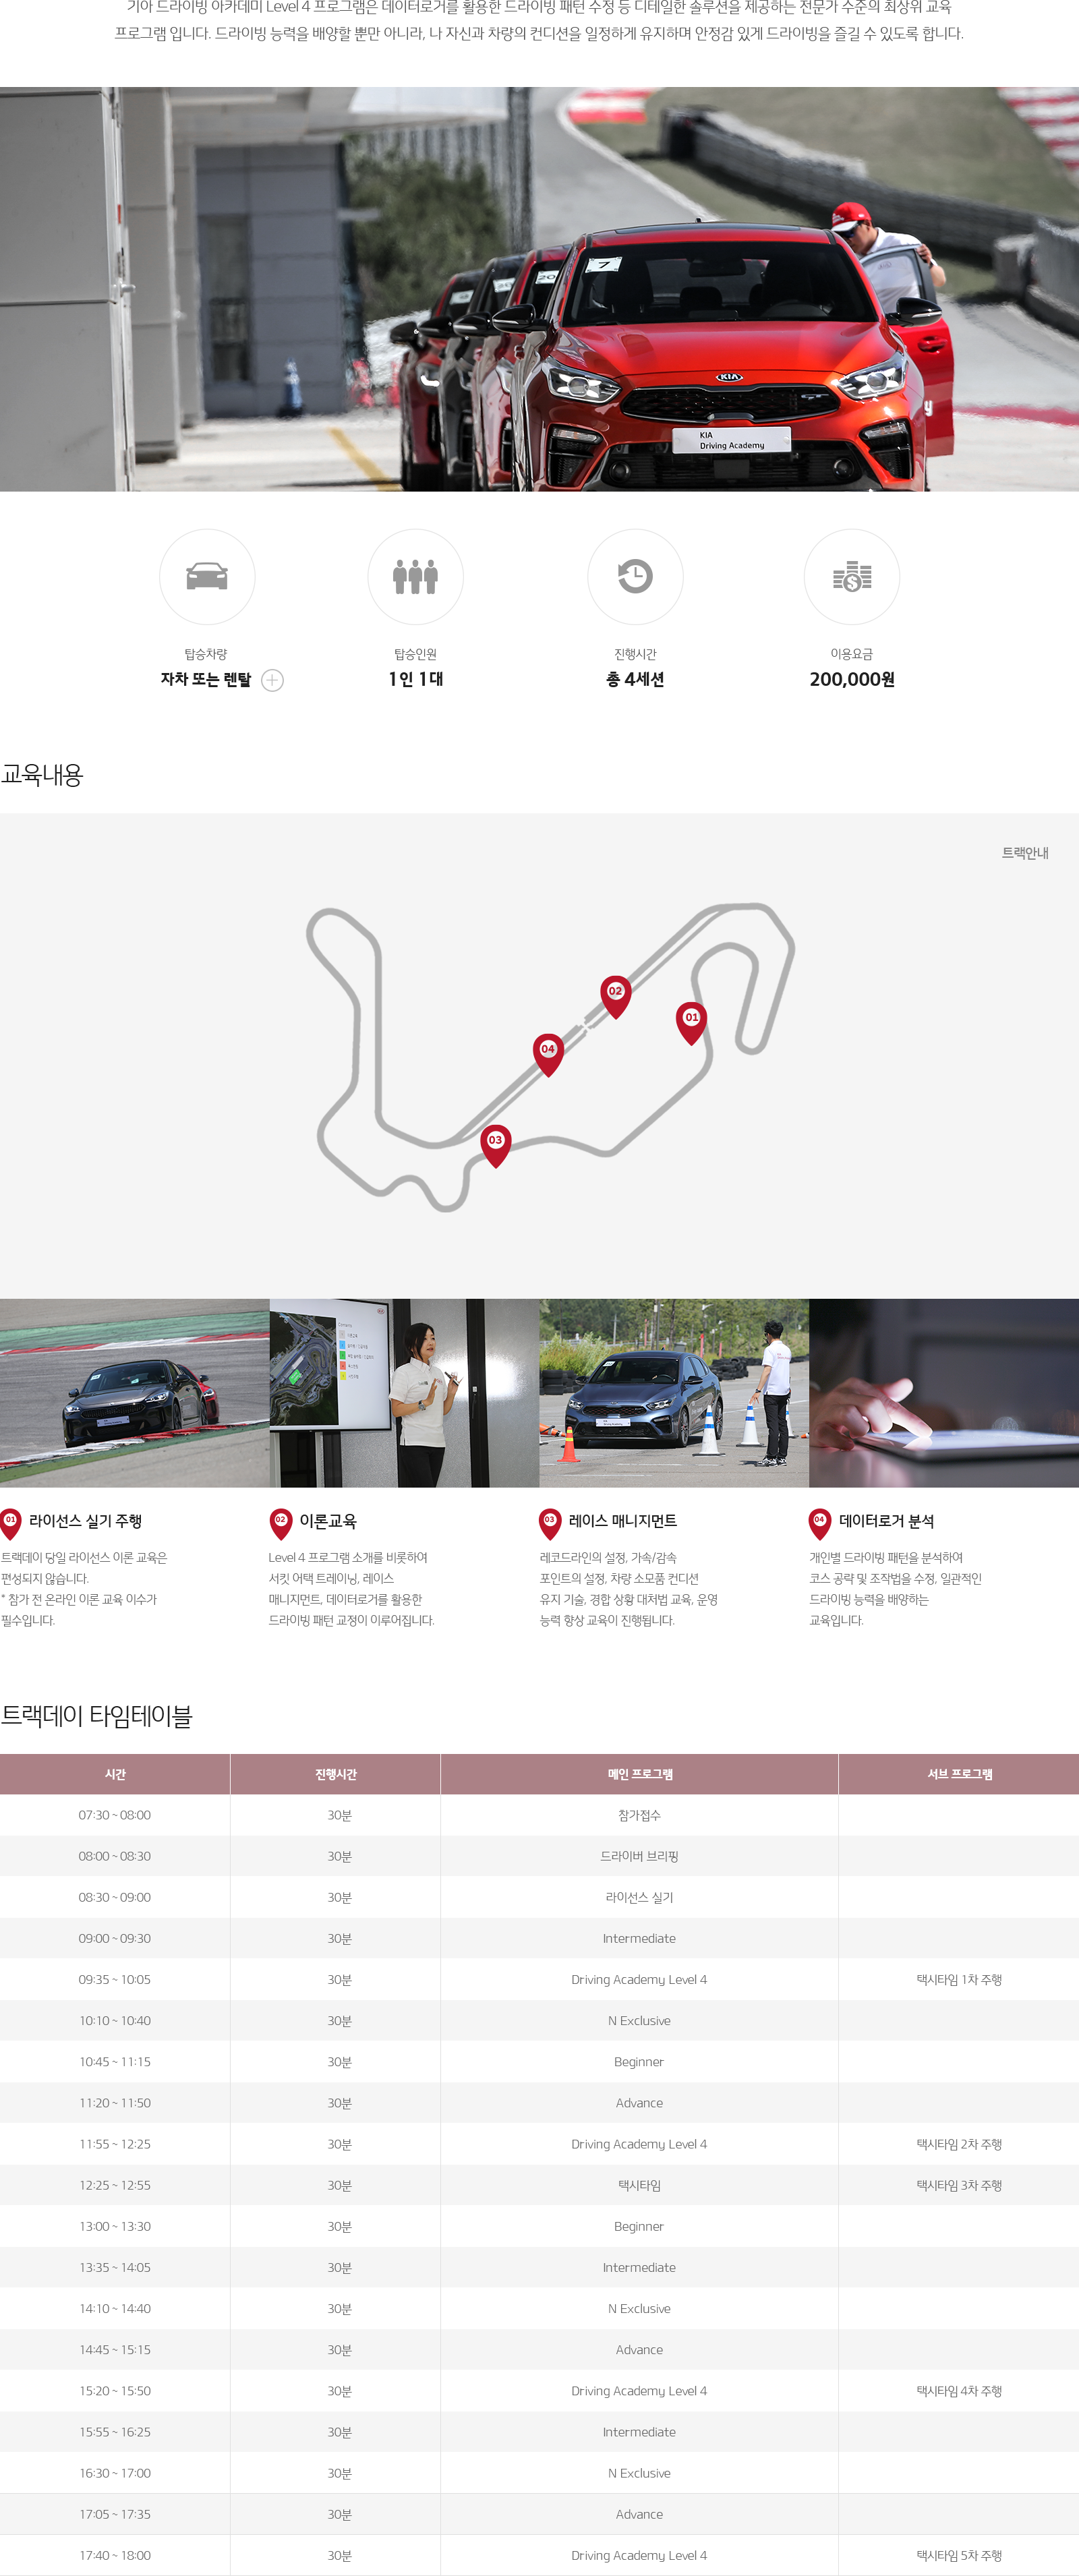 기아 드라이빙 아카데미 Level 4 프로그램은 데이터로거를 활용한 드라이빙 패턴 수정 등 디테일한 솔루션을 제공하는 전문가 수준의 최상위 교육
프로그램 입니다. 드라이빙 능력을 배양할 뿐만 아니라, 나 자신과 차량의 컨디션을 일정하게 유지하며 안정감 있게 드라이빙을 즐길 수 있도록 합니다.
7
20
KIA
KIA
Driving Academy
탑승차량
자차 또는 렌탈
탑승인원
1인 1대
진행시간
총 4세션
이용요금
200,000원
교육내용
트랙안내
02
01
04
03
Contents
01 라이선스 실기 주행
트랙데이 당일 라이선스 이론 교육은
편성되지 않습니다.
* 참가 전 온라인 이론 교육 이수가
필수입니다.
02 이론교육
Level 4 프로그램 소개를 비롯하여
서킷 어택 트레이닝, 레이스
매니지먼트, 데이터로거를 활용한
드라이빙 패턴 교정이 이루어집니다.
03 레이스 매니지먼트
레코드라인의 설정, 가속/감속
포인트의 설정, 차량 소모품 컨디션
유지 기술, 경합 상황 대처법 교육, 운영
능력 향상 교육이 진행됩니다.
04 데이터로거 분석
개인별 드라이빙 패턴을 분석하여
코스 공략 및 조작법을 수정, 일관적인
드라이빙 능력을 배양하는
교육입니다.
트랙데이 타임테이블
시간 진행시간 메인 프로그램 서브 프로그램
07:30 ~ 08:00 30분 참가접수
08:00 ~ 08:30 30분 드라이버 브리핑
08:30 ~ 09:00 30분 라이선스 실기
09:00 ~ 09:30 30분 Intermediate
09:35 ~ 10:05 30분 Driving Academy Level 4 택시타임 1차 주행
10:10 ~ 10:40 30분 N Exclusive
10:45 ~ 11:15 30분 Beginner
11:20 ~ 11:50 30분 Advance
11:55 ~ 12:25 30분 Driving Academy Level 4 택시타임 2차 주행
12:25 ~ 12:55 30분 택시타임 택시타임 3차 주행
13:00 ~ 13:30 30분 Beginner
13:35 ~ 14:05 30분 Intermediate
14:10 ~ 14:40 30분 N Exclusive
14:45 ~ 15:15 30분 Advance
15:20 ~ 15:50 30분 Driving Academy Level 4 택시타임 4차 주행
15:55 ~ 16:25 30분 Intermediate
16:30 ~ 17:00 30분 N Exclusive
17:05 ~ 17:35 30분 Advance
17:40 ~ 18:00 30분 Driving Academy Level 4 택시타임 5차 주행